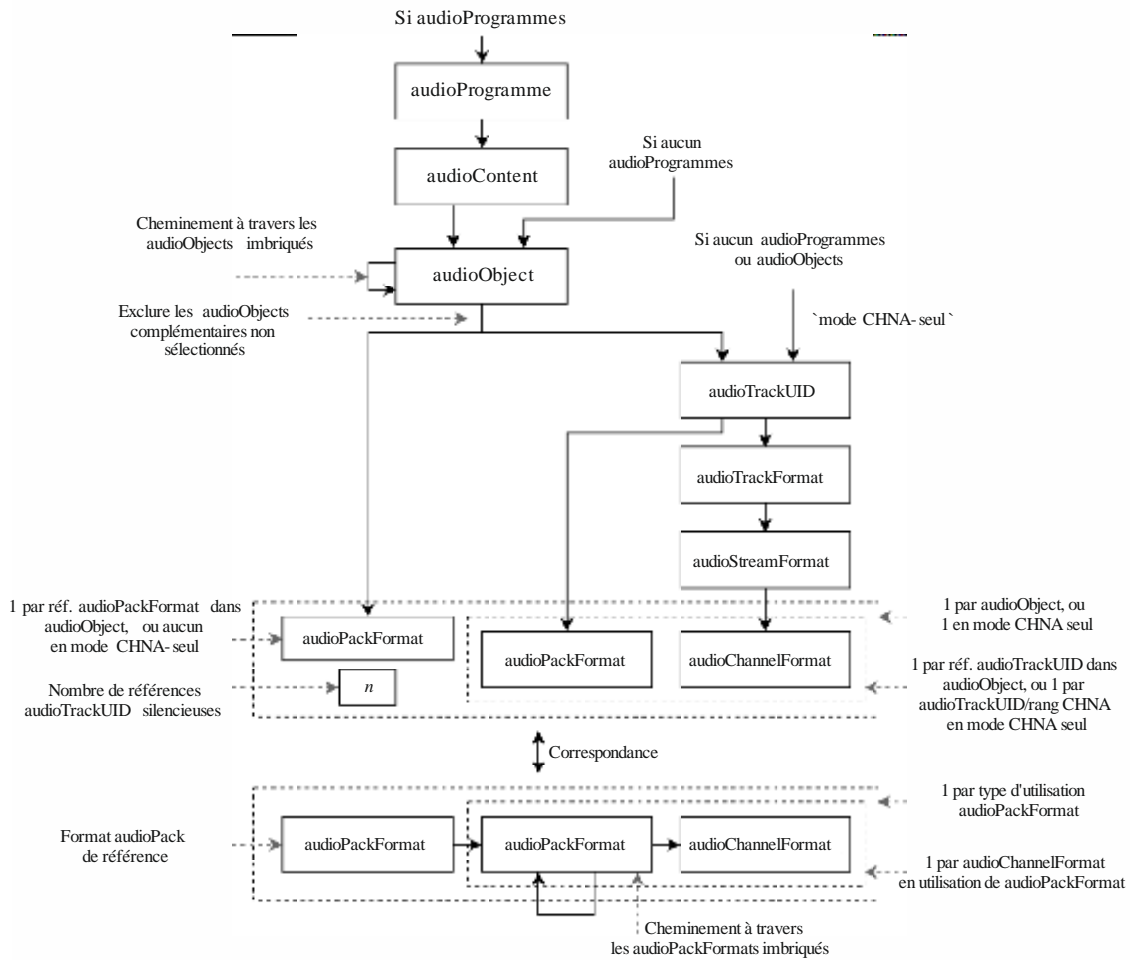 Si audioProgrammes
audioProgramme
Si aucun
audioProgrammes
audioContent
Cheminement à travers les
audioObjects imbriqués
Si aucun audioProgrammes
ou audioObjects
audioObject
Exclure les audioObjects
complémentaires non
sélectionnés
`mode CHNA-seul`
audioTrackUID
audioTrackFormat
audioStreamFormat
1 par réf. audioPackFormat dans
audioObject, ou aucun
en mode CHNA-seul
audioPackFormat
audioPackFormat
audioChannelFormat
1 par audioObject, ou
1 en mode CHNA seul
Nombre de références
audioTrackUID silencieuses
n
1 par réf. audioTrackUID dans
audioObject, ou 1 par
audioTrackUID/rang CHNA
en mode CHNA seul
Correspondance
1 par type d'utilisation
audioPackFormat
Format audioPack
de référence
audioPackFormat
audioPackFormat
audioChannelFormat
1 par audioChannelFormat
en utilisation de audioPackFormat
Cheminement à travers
les audioPackFormats imbriqués